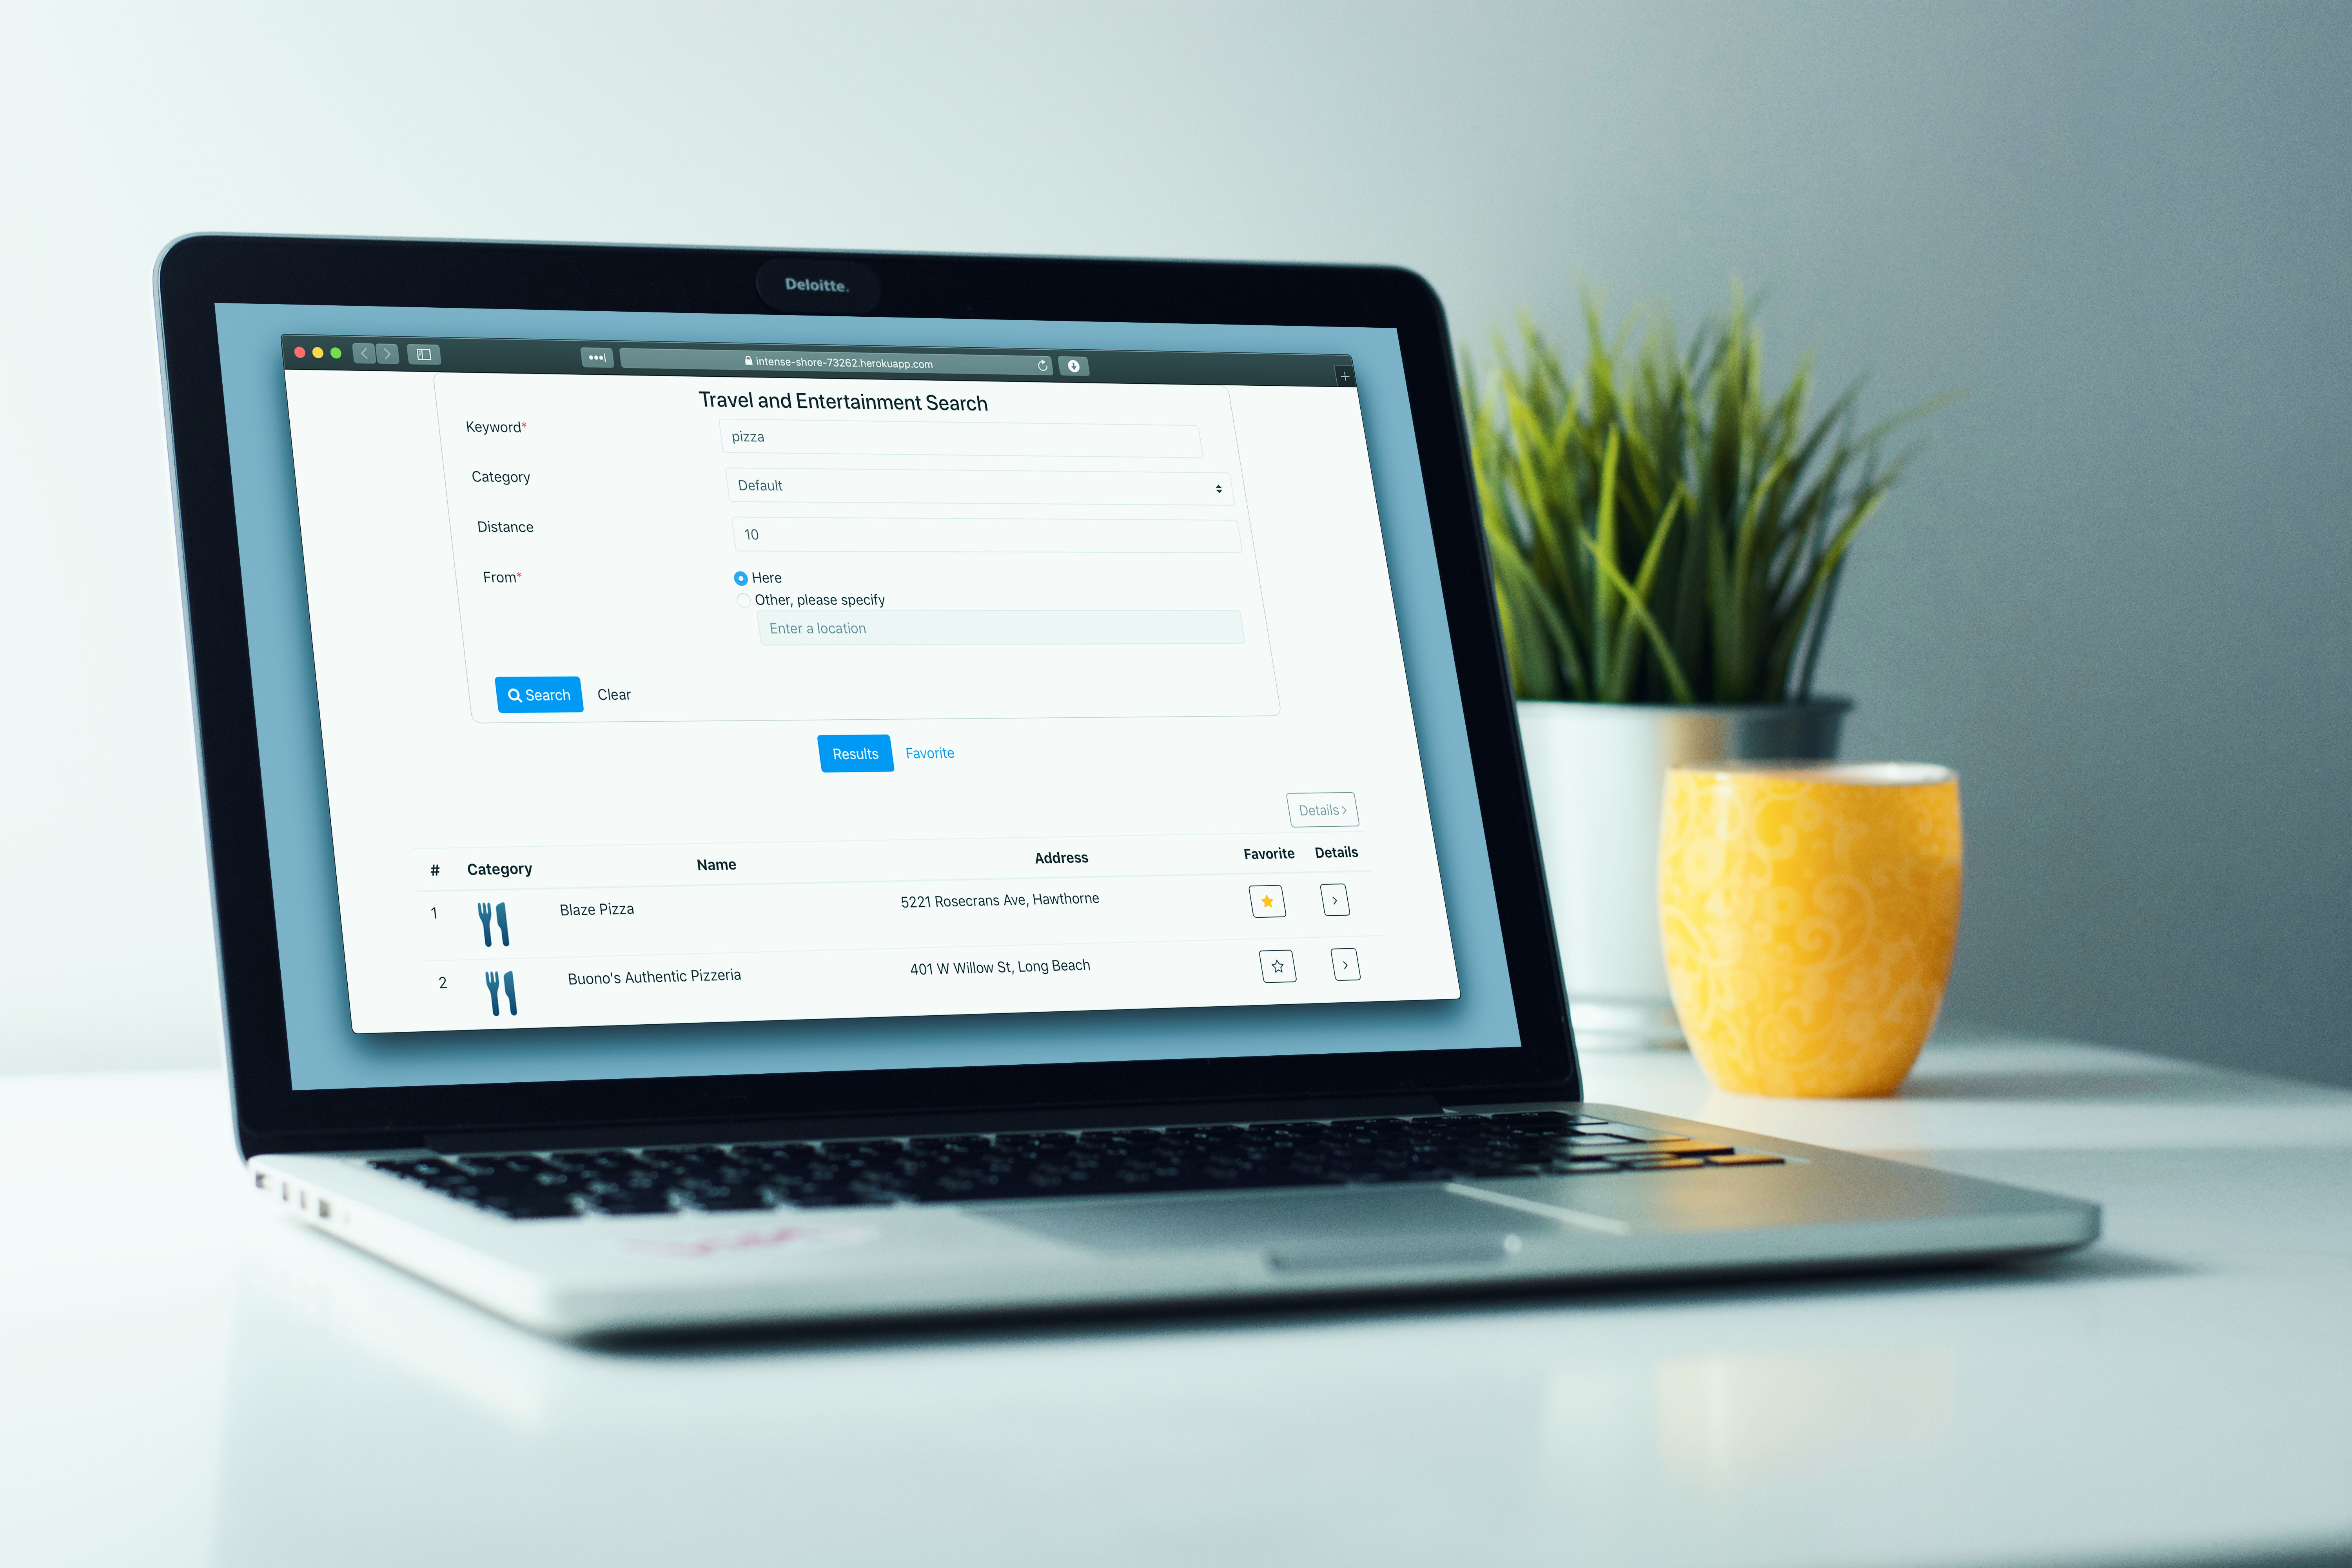 Deloitte.
intense-shore-73262.herokuapp.com
Travel and Entertainment Search
Keyword*
pizza
Category
Default
Distance
10
From*
Here
Other, please specify
Enter a location
Search Clear
Results Favorite
Details
# Category Name Address Favorite Details
1 Blaze Pizza 5221 Rosecrans Ave, Hawthorne
2 Buono's Authentic Pizzeria 401 W Willow St, Long Beach